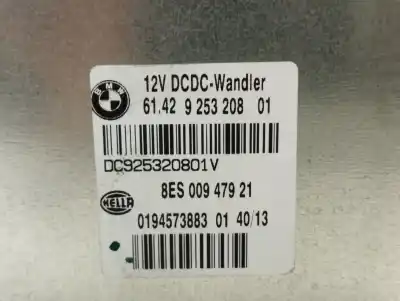 BMW
12V DCDC-Wandler
61.42 9 253 208 01
DC925320801V
8ES 009 479 21
HELLA
0194573883 01 40/13